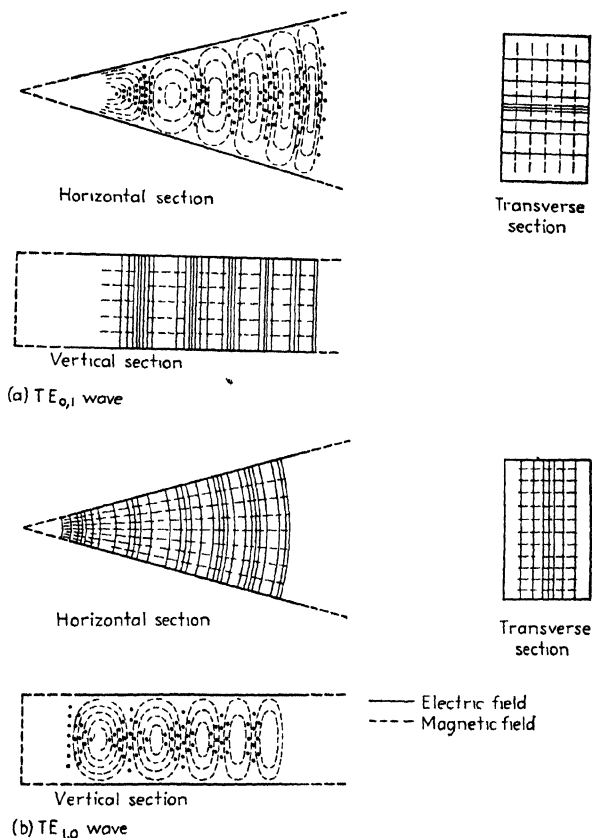 Horizontal section
Transverse
section
Vertical section
(a) TE0,1 wave
Horizontal section
Transverse
section
Electric field
Magnetic field
Vertical section
(b) TE1,0 wave